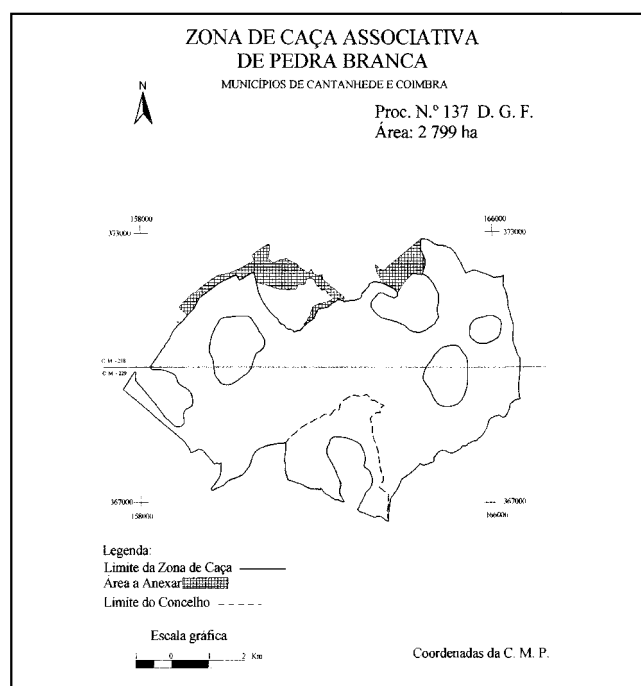 ZONA DE CAÇA ASSOCIATIVA
DE PEDRA BRANCA
MUNICÍPIOS DE CANTANHEDE E COIMBRA
N
Proc. N.º 137 D. G. F.
Área: 2 799 ha
158000
373000
166000
373000
C. M. - 218
C. M. - 229
367000
158000
367000
166000
Legenda:
Limite da Zona de Caça
Área a Anexar
Limite do Concelho
Escala gráfica
1 0 1 2 Km
Coordenadas da C. M. P.